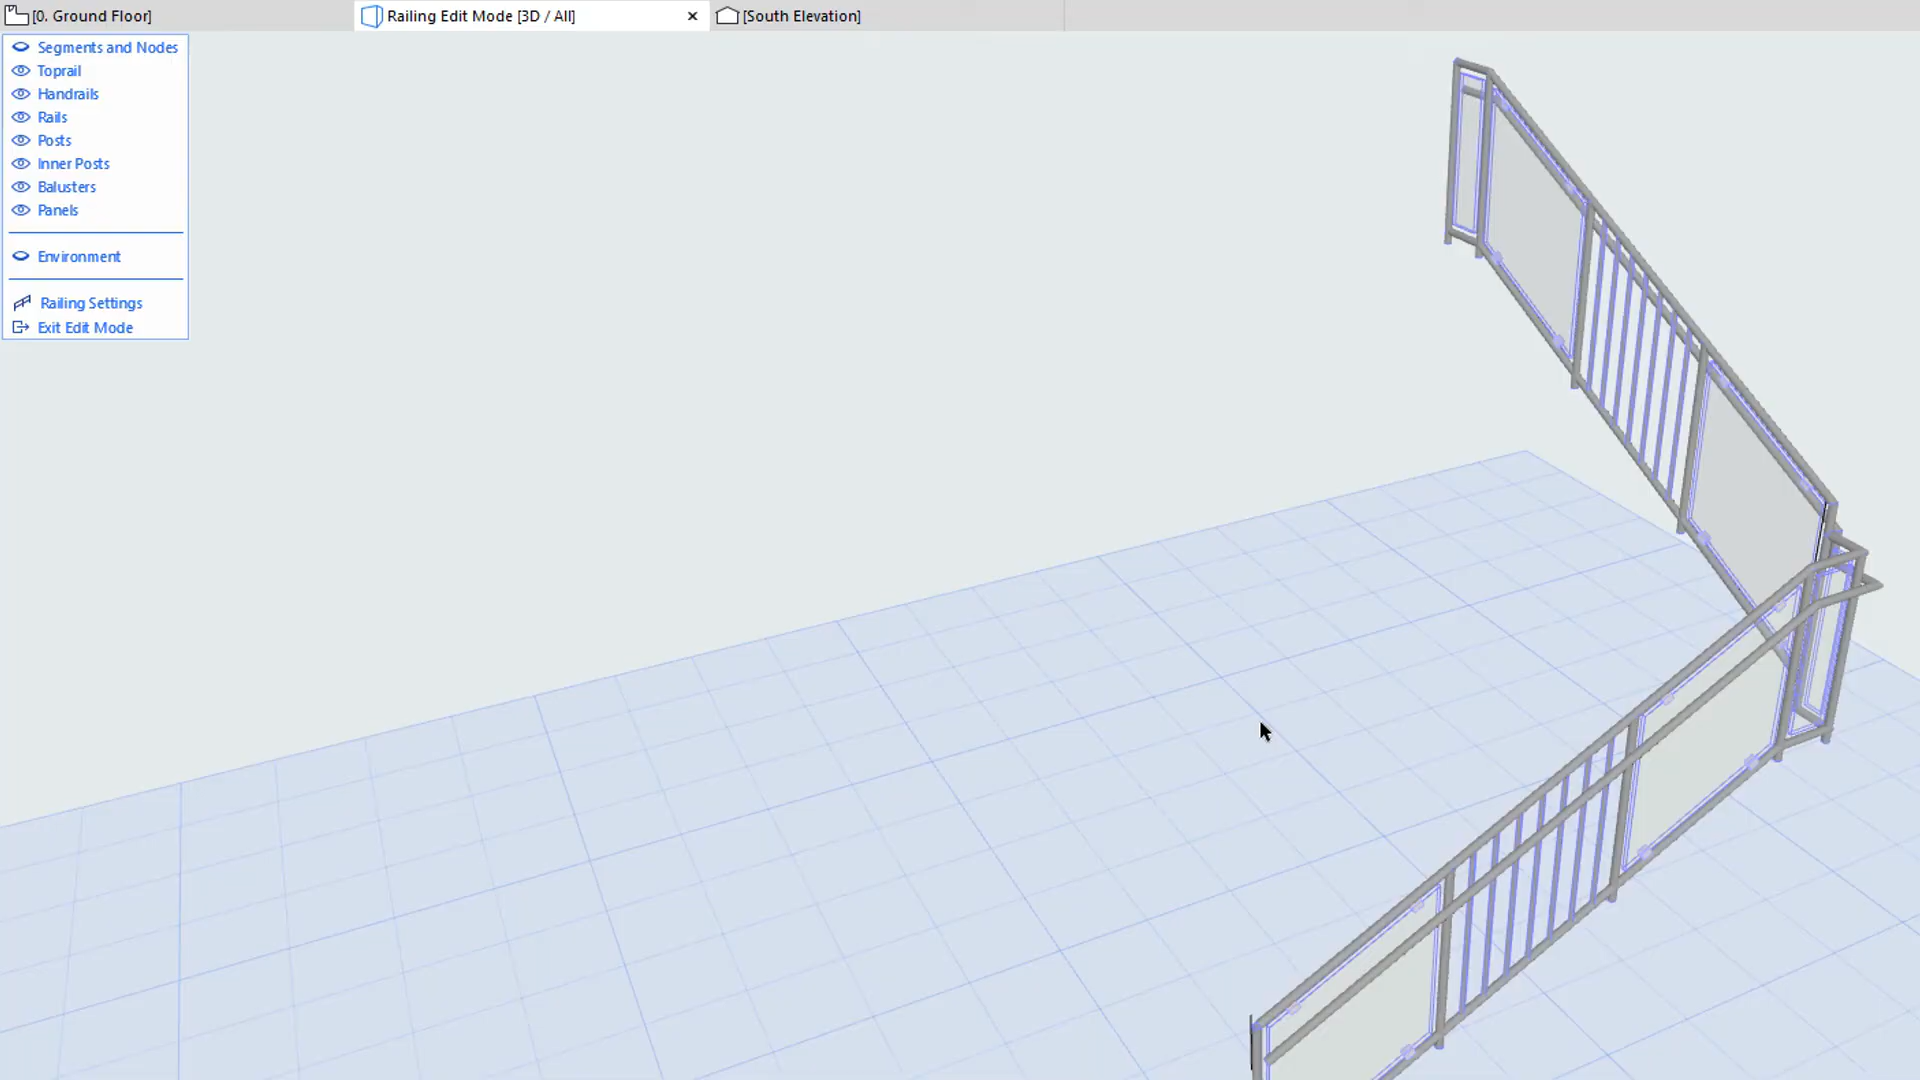 [0. Ground Floor]
Railing Edit Mode [3D / All]
[South Elevation]
Segments and Nodes
Toprail
Handrails
Rails
Posts
Inner Posts
Balusters
Panels
Environment
Railing Settings
Exit Edit Mode